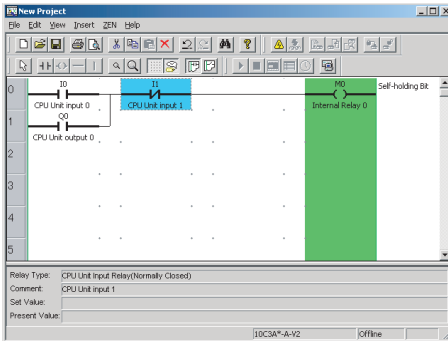 New Project
File Edit View Insert ZEN Help
0 I0 I1 M0 Self-holding Bit
CPU Unit input 0 CPU Unit input 1 Internal Relay 0
1 Q0
CPU Unit output 0
2
3
4
5
Relay Type: CPU Unit Input Relay(Normally Closed)
Comment: CPU Unit input 1
Set Value:
Present Value:
10C3A*-A-V2 Offline